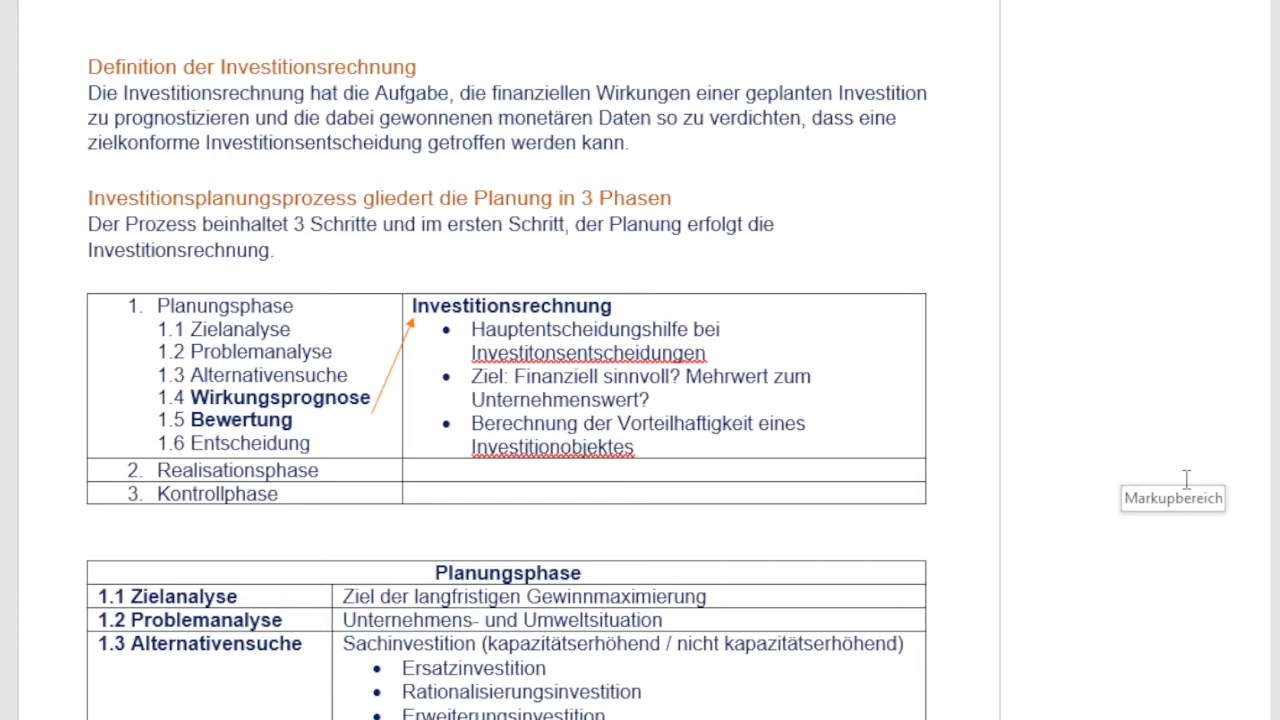 Definition der Investitionsrechnung
Die Investitionsrechnung hat die Aufgabe, die finanziellen Wirkungen einer geplanten Investition
zu prognostizieren und die dabei gewonnenen monetären Daten so zu verdichten, dass eine
zielkonforme Investitionsentscheidung getroffen werden kann.
Investitionsplanungsprozess gliedert die Planung in 3 Phasen
Der Prozess beinhaltet 3 Schritte und im ersten Schritt, der Planung erfolgt die
Investitionsrechnung.
1. Planungsphase
1.1 Zielanalyse
1.2 Problemanalyse
1.3 Alternativensuche
1.4 Wirkungsprognose
1.5 Bewertung
1.6 Entscheidung
Investitionsrechnung
• Hauptentscheidungshilfe bei
Investitonsentscheidungen
• Ziel: Finanziell sinnvoll? Mehrwert zum
Unternehmenswert?
• Berechnung der Vorteilhaftigkeit eines
Investitionobjektes
2. Realisationsphase
3. Kontrollphase
Markupbereich
Planungsphase
1.1 Zielanalyse
Ziel der langfristigen Gewinnmaximierung
1.2 Problemanalyse
Unternehmens- und Umweltsituation
1.3 Alternativensuche
Sachinvestition (kapazitätserhöhend / nicht kapazitätserhöhend)
• Ersatzinvestition
• Rationalisierungsinvestition
• Erweiterungsinvestition